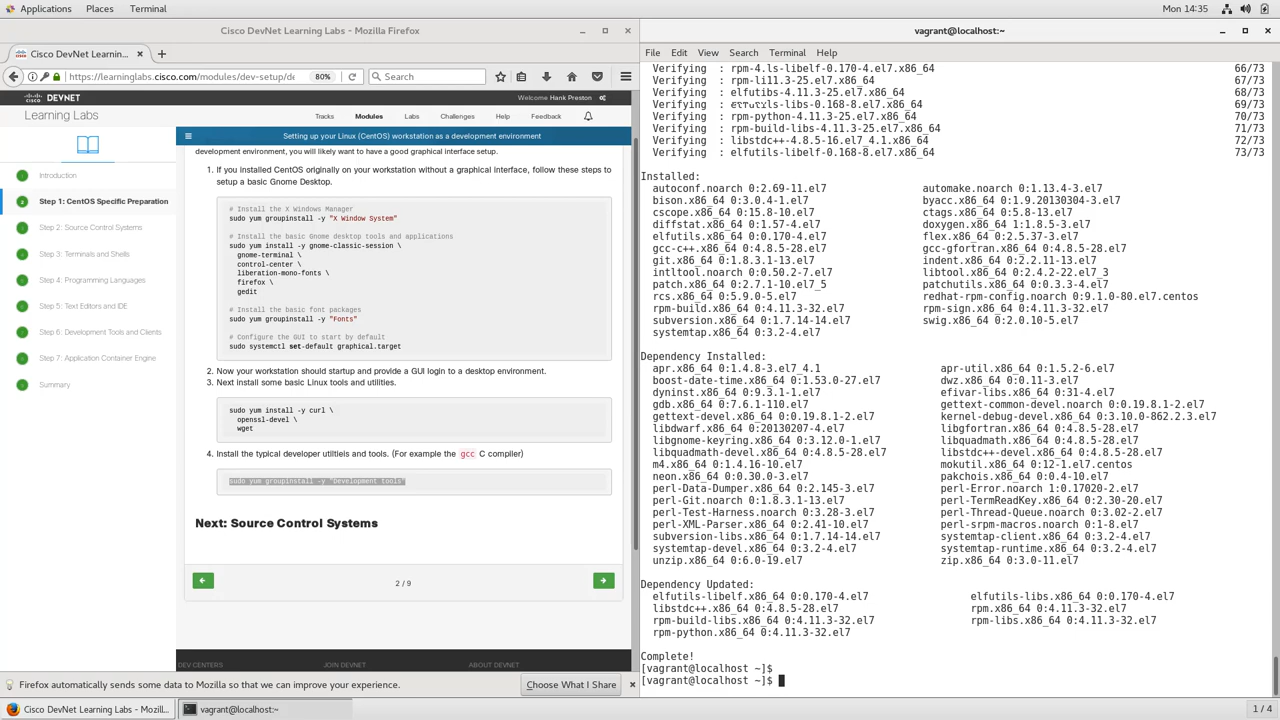 Applications Places Terminal Mon 14:35
Cisco DevNet Learning Labs - Mozilla Firefox
Cisco DevNet Learnin... × +
https://learninglabs.cisco.com/modules/dev-setup/de 80% Search
cisco DEVNET Welcome Hank Preston
Learning Labs Tracks Modules Labs Challenges Help Feedback
Setting up your Linux (CentOS) workstation as a development environment
Introduction
Step 1: CentOS Specific Preparation
Step 2: Source Control Systems
Step 3: Terminals and Shells
Step 4: Programming Languages
Step 5: Text Editors and IDE
Step 6: Development Tools and Clients
Step 7: Application Container Engine
Summary
development environment, you will likely want to have a good graphical interface setup.
1. If you installed CentOS originally on your workstation without a graphical interface, follow these steps to
setup a basic Gnome Desktop.
# Install the X Windows Manager
sudo yum groupinstall -y "X Window System"
# Install the basic Gnome desktop tools and applications
sudo yum install -y gnome-classic-session \
gnome-terminal \
control-center \
liberation-mono-fonts \
firefox \
gedit
# Install the basic font packages
sudo yum groupinstall -y "Fonts"
# Configure the GUI to start by default
sudo systemctl set-default graphical.target
2. Now your workstation should startup and provide a GUI login to a desktop environment.
3. Next install some basic Linux tools and utilities.
sudo yum install -y curl \
openssl-devel \
wget
4. Install the typical developer utilitieis and tools. (For example the gcc C compiler)
sudo yum groupinstall -y "Development tools"
Next: Source Control Systems
2 / 9
DEV CENTERS JOIN DEVNET ABOUT DEVNET
Firefox automatically sends some data to Mozilla so that we can improve your experience. Choose What I Share ×
vagrant@localhost:~
File Edit View Search Terminal Help
Verifying : rpm-4.ls-libelf-0.170-4.el7.x86_64 66/73
Verifying : rpm-li11.3-25.el7.x86_64 67/73
Verifying : elfutibs-4.11.3-25.el7.x86_64 68/73
Verifying : -libs-0.168-8.el7.x86_64 69/73
Verifying : rpm-python-4.11.3-25.el7.x86_64 70/73
Verifying : rpm-build-libs-4.11.3-25.el7.x86_64 71/73
Verifying : libstdc++-4.8.5-16.el7_4.1.x86_64 72/73
Verifying : elfutils-libelf-0.168-8.el7.x86_64 73/73
Installed:
autoconf.noarch 0:2.69-11.el7 automake.noarch 0:1.13.4-3.el7
bison.x86_64 0:3.0.4-1.el7 byacc.x86_64 0:1.9.20130304-3.el7
cscope.x86_64 0:15.8-10.el7 ctags.x86_64 0:5.8-13.el7
diffstat.x86_64 0:1.57-4.el7 doxygen.x86_64 1:1.8.5-3.el7
elfutils.x86_64 0:0.170-4.el7 flex.x86_64 0:2.5.37-3.el7
gcc-c++.x86_64 0:4.8.5-28.el7 gcc-gfortran.x86_64 0:4.8.5-28.el7
git.x86_64 0:1.8.3.1-13.el7 indent.x86_64 0:2.2.11-13.el7
intltool.noarch 0:0.50.2-7.el7 libtool.x86_64 0:2.4.2-22.el7_3
patch.x86_64 0:2.7.1-10.el7_5 patchutils.x86_64 0:0.3.3-4.el7
rcs.x86_64 0:5.9.0-5.el7 redhat-rpm-config.noarch 0:9.1.0-80.el7.centos
rpm-build.x86_64 0:4.11.3-32.el7 rpm-sign.x86_64 0:4.11.3-32.el7
subversion.x86_64 0:1.7.14-14.el7 swig.x86_64 0:2.0.10-5.el7
systemtap.x86_64 0:3.2-4.el7
Dependency Installed:
apr.x86_64 0:1.4.8-3.el7_4.1 apr-util.x86_64 0:1.5.2-6.el7
boost-date-time.x86_64 0:1.53.0-27.el7 dwz.x86_64 0:0.11-3.el7
dyninst.x86_64 0:9.3.1-1.el7 efivar-libs.x86_64 0:31-4.el7
gdb.x86_64 0:7.6.1-110.el7 gettext-common-devel.noarch 0:0.19.8.1-2.el7
gettext-devel.x86_64 0:0.19.8.1-2.el7 kernel-debug-devel.x86_64 0:3.10.0-862.2.3.el7
libdwarf.x86_64 0:20130207-4.el7 libgfortran.x86_64 0:4.8.5-28.el7
libgnome-keyring.x86_64 0:3.12.0-1.el7 libquadmath.x86_64 0:4.8.5-28.el7
libquadmath-devel.x86_64 0:4.8.5-28.el7 libstdc++-devel.x86_64 0:4.8.5-28.el7
m4.x86_64 0:1.4.16-10.el7 mokutil.x86_64 0:12-1.el7.centos
neon.x86_64 0:0.30.0-3.el7 pakchois.x86_64 0:0.4-10.el7
perl-Data-Dumper.x86_64 0:2.145-3.el7 perl-Error.noarch 1:0.17020-2.el7
perl-Git.noarch 0:1.8.3.1-13.el7 perl-TermReadKey.x86_64 0:2.30-20.el7
perl-Test-Harness.noarch 0:3.28-3.el7 perl-Thread-Queue.noarch 0:3.02-2.el7
perl-XML-Parser.x86_64 0:2.41-10.el7 perl-srpm-macros.noarch 0:1-8.el7
subversion-libs.x86_64 0:1.7.14-14.el7 systemtap-client.x86_64 0:3.2-4.el7
systemtap-devel.x86_64 0:3.2-4.el7 systemtap-runtime.x86_64 0:3.2-4.el7
unzip.x86_64 0:6.0-19.el7 zip.x86_64 0:3.0-11.el7
Dependency Updated:
elfutils-libelf.x86_64 0:0.170-4.el7 elfutils-libs.x86_64 0:0.170-4.el7
libstdc++.x86_64 0:4.8.5-28.el7 rpm.x86_64 0:4.11.3-32.el7
rpm-build-libs.x86_64 0:4.11.3-32.el7 rpm-libs.x86_64 0:4.11.3-32.el7
rpm-python.x86_64 0:4.11.3-32.el7
Complete!
[vagrant@localhost ~]$
[vagrant@localhost ~]$
Cisco DevNet Learning Labs - Mozill... vagrant@localhost:~ 1 / 4